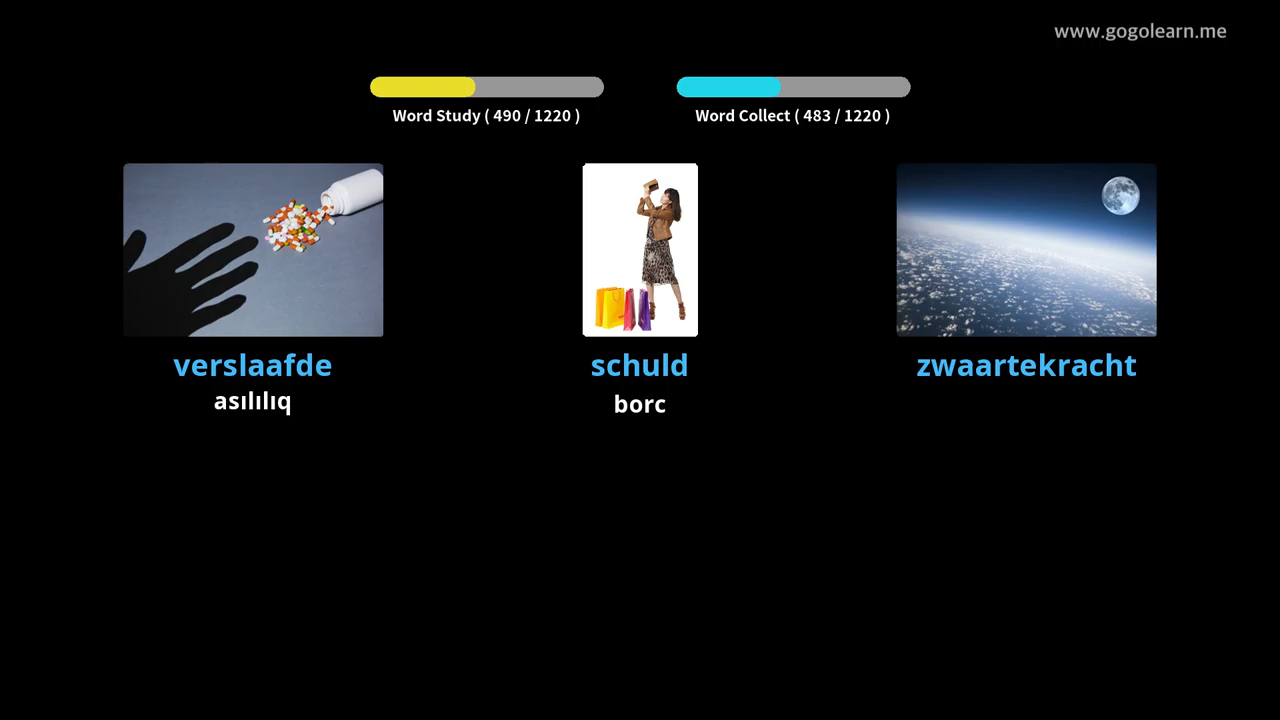 www.gogolearn.me
Word Study ( 490 / 1220 )
Word Collect ( 483 / 1220 )
verslaafde
asılılıq
schuld
borc
zwaartekracht